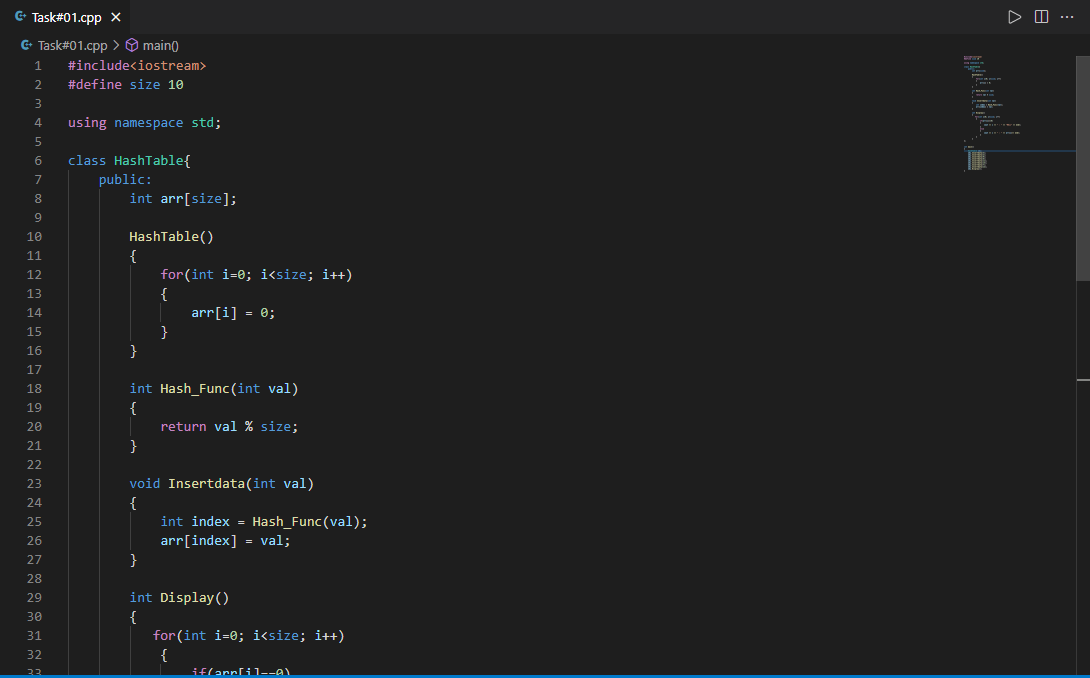 Task#01.cpp
Task#01.cpp > main()
1 #include<iostream>
2 #define size 10
3
4 using namespace std;
5
6 class HashTable{
7 public:
8 int arr[size];
9
10 HashTable()
11 {
12 for(int i=0; i<size; i++)
13 {
14 arr[i] = 0;
15 }
16 }
17
18 int Hash_Func(int val)
19 {
20 return val % size;
21 }
22
23 void Insertdata(int val)
24 {
25 int index = Hash_Func(val);
26 arr[index] = val;
27 }
28
29 int Display()
30 {
31 for(int i=0; i<size; i++)
32 {
33 if(arr[i]==0)